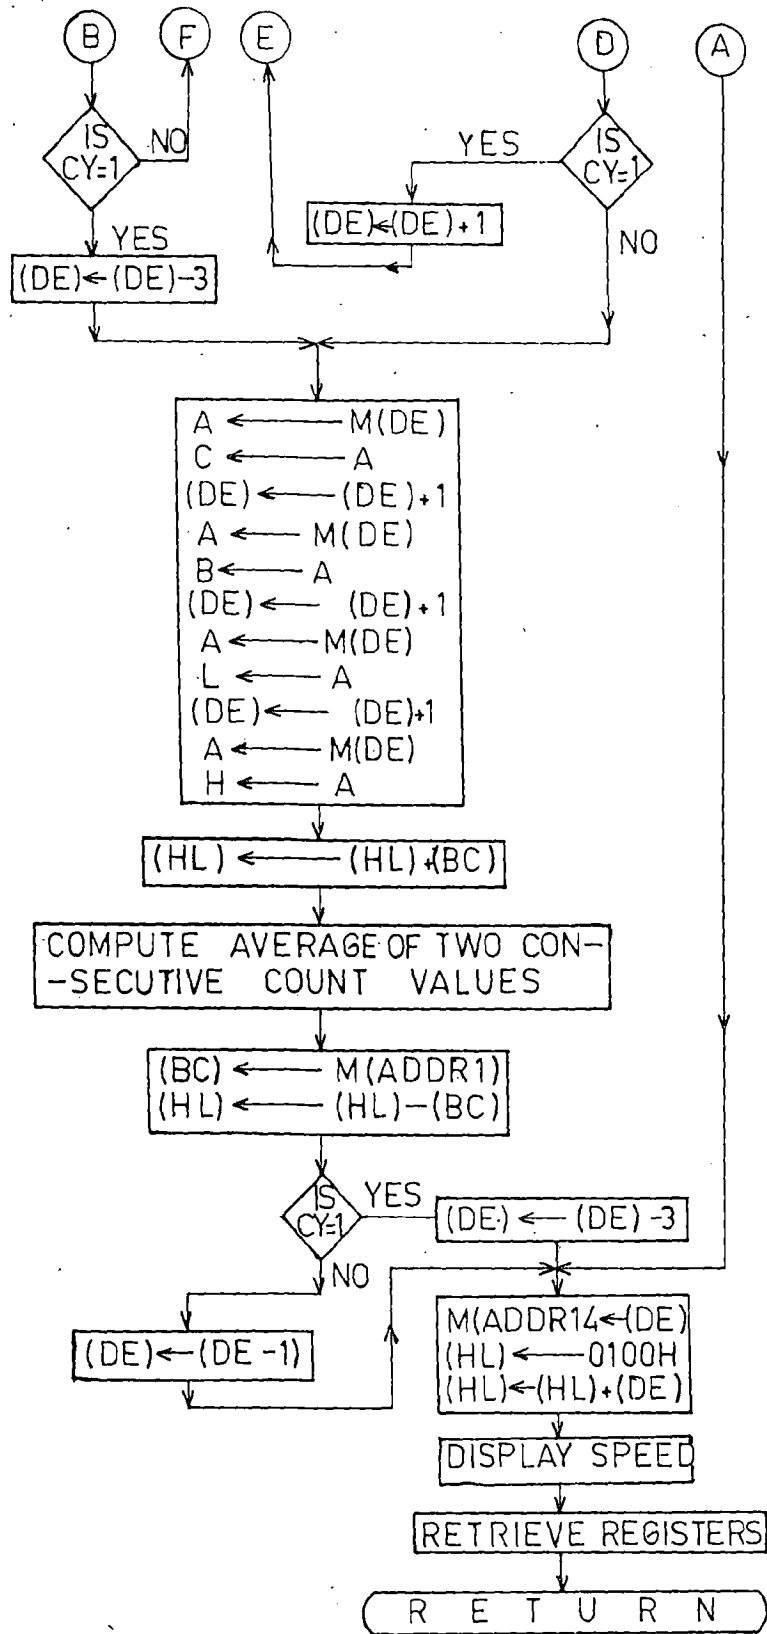 B
F
E
D
A
IS
CY=1
NO
YES
(DE)←(DE)-3
IS
CY=1
YES
NO
(DE)←(DE)+1
A ← M(DE)
C ← A
(DE) ← (DE)+1
A ← M(DE)
B ← A
(DE) ← (DE)+1
A ← M(DE)
L ← A
(DE) ← (DE)+1
A ← M(DE)
H ← A
(HL) ← (HL)+(BC)
COMPUTE AVERAGE OF TWO CON-
-SECUTIVE COUNT VALUES
(BC) ← M(ADDR1)
(HL) ← (HL)-(BC)
IS
CY=1
YES
NO
(DE) ← (DE)-3
(DE)←(DE-1)
M(ADDR14←(DE)
(HL) ← 0100H
(HL)←(HL)+(DE)
DISPLAY SPEED
RETRIEVE REGISTERS
RETURN